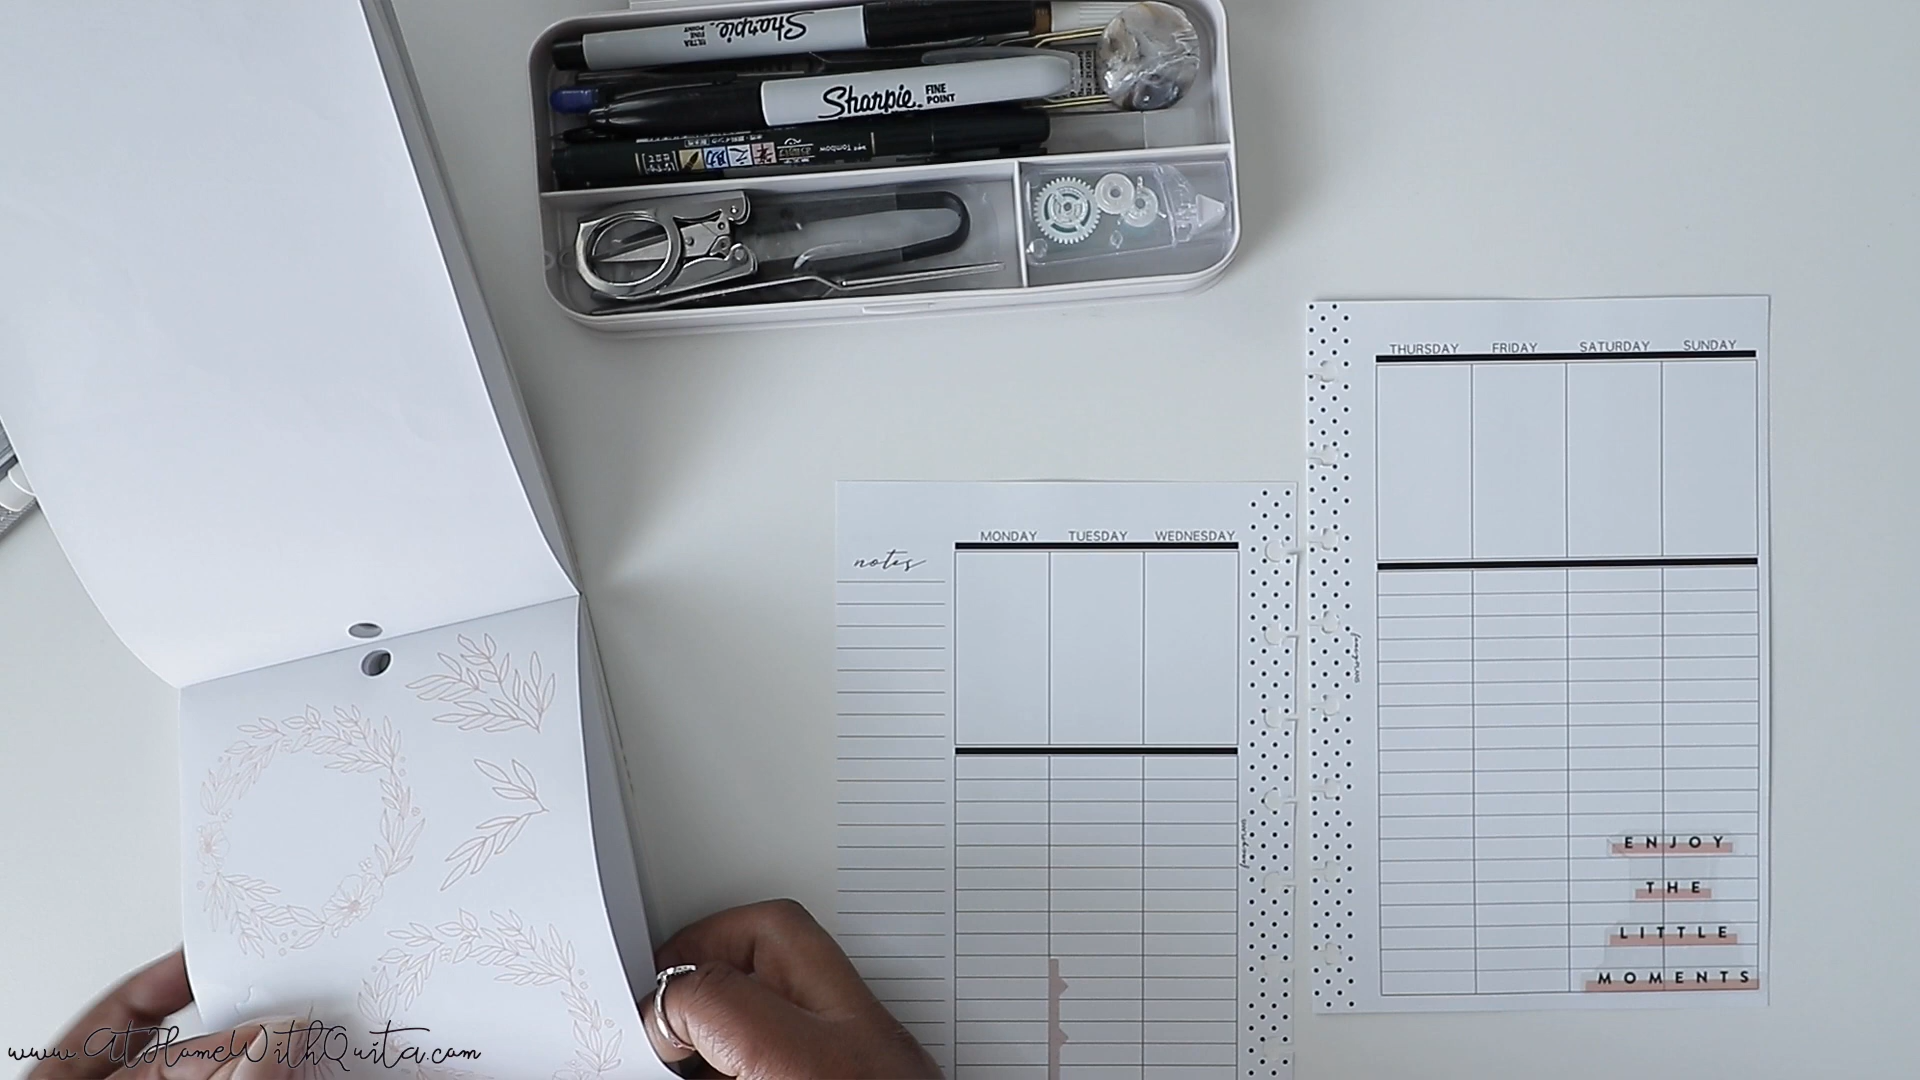 Sharpie
ULTRA
FINE
POINT
Sharpie
FINE
POINT
Tombow
THURSDAY FRIDAY SATURDAY SUNDAY
MONDAY TUESDAY WEDNESDAY
notes
ENJOY
THE
LITTLE
MOMENTS
www.AtHomeWithQuita.com